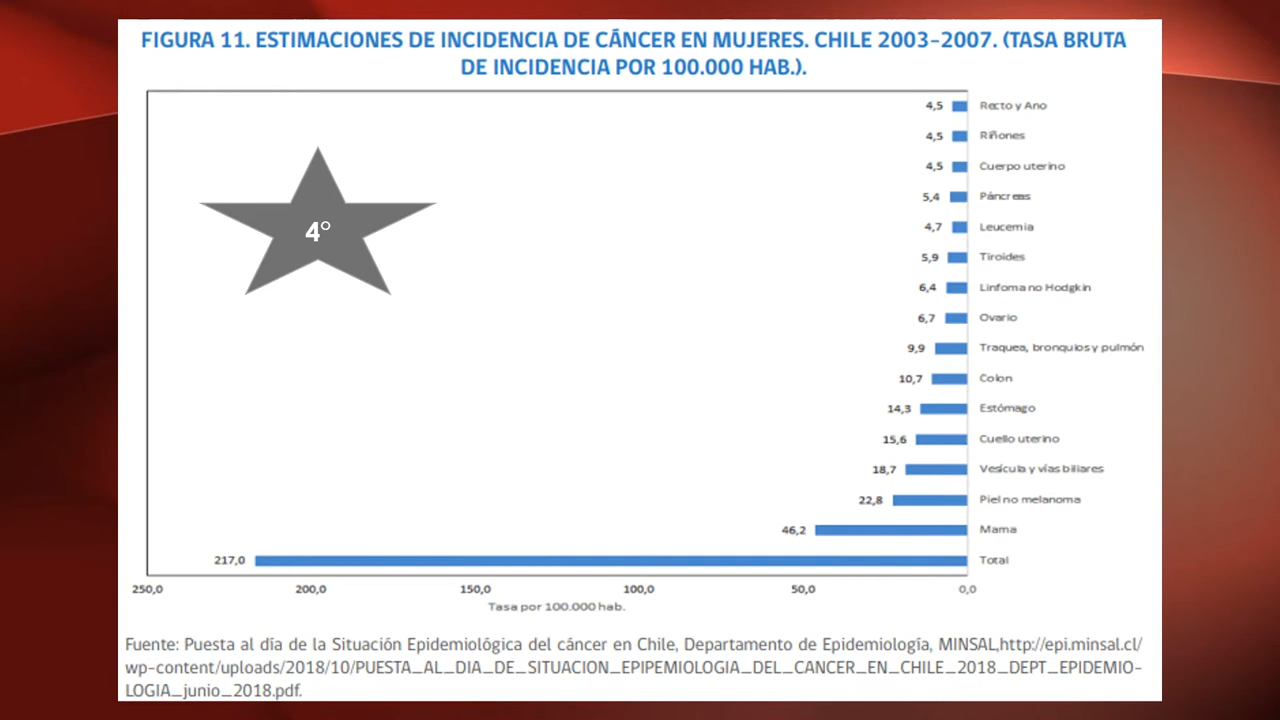 FIGURA 11. ESTIMACIONES DE INCIDENCIA DE CÁNCER EN MUJERES. CHILE 2003–2007. (TASA BRUTA
DE INCIDENCIA POR 100.000 HAB.).
4°
4,5 Recto y Ano
4,5 Riñones
4,5 Cuerpo uterino
5,4 Páncreas
4,7 Leucemia
5,9 Tiroides
6,4 Linfoma no Hodgkin
6,7 Ovario
9,9 Traquea, bronquios y pulmón
10,7 Colon
14,3 Estómago
15,6 Cuello uterino
18,7 Vesícula y vías biliares
22,8 Piel no melanoma
46,2 Mama
217,0 Total
250,0 200,0 150,0 100,0 50,0 0,0
Tasa por 100.000 hab.
Fuente: Puesta al día de la Situación Epidemiológica del cáncer en Chile, Departamento de Epidemiología, MINSAL,http://epi.minsal.cl/
wp-content/uploads/2018/10/PUESTA_AL_DIA_DE_SITUACION_EPIPEMIOLOGIA_DEL_CANCER_EN_CHILE_2018_DEPT_EPIDEMIO-
LOGIA_junio_2018.pdf.